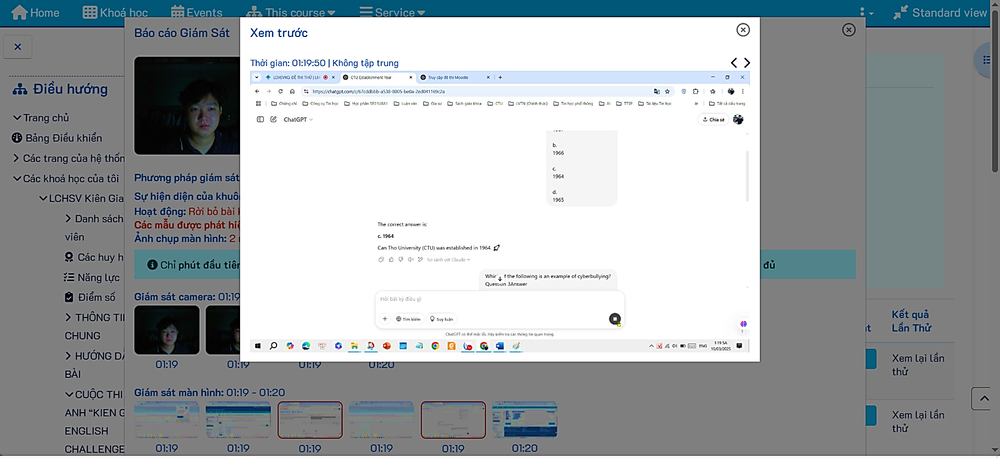 Home
Khoá học
Events
This course
Service
Standard view
Báo cáo Giám Sát
Xem trước
Thời gian: 01:19:50 | Không tập trung
LCHSVKG: ĐỀ THI THỬ | LM
CTU Establishment Year
Truy cập đề thi Moodle
https://chatgpt.com/c/67cddbbb-a538-8005-be0a-2ed041169c2a
Chứng chỉ
Công cụ Tin học
Học phần SP21U8A1
Luận văn
Gia sư
Sách giáo khoa
CTU
LVTN (Chính thức)
Tin học phổ thông
AI
TTSP
Tài liệu Tin học
»
Tất cả dấu trang
ChatGPT
Chia sẻ
b.
1966
c.
1964
d.
1965
The correct answer is:
c. 1964
Can Tho University (CTU) was established in 1964. 🚀
So sánh với Claude
f the following is an example of cyberbullying?
Question 3Answer
Hỏi bất kỳ điều gì
Tìm kiếm
Suy luận
ChatGPT có thể mắc lỗi. Hãy kiểm tra các thông tin quan trọng.
?
ENG
1:19 SA
10/03/2025
Điều hướng
Trang chủ
Bảng Điều khiển
Các trang của hệ thốn
Các khoá học của tôi
LCHSV Kiên Gia
Danh sách
viên
Các huy h
Năng lực
Điểm số
THÔNG TI
CHUNG
HƯỚNG DẪ
BÀI
CUỘC THI
ANH “KIEN G
ENGLISH
CHALLENGE
Phương pháp giám sát
Sự hiện diện của khuôn
Hoạt động: Rời bỏ bài
Các mẫu được phát hiệ
Ảnh chụp màn hình: 2
Chỉ phút đầu tiên
đủ
Giám sát camera: 01:19
01:19
01:19
01:19
01:20
Giám sát màn hình: 01:19 - 01:20
01:19
01:19
01:19
01:19
01:19
01:20
Kết quả
Lần Thử
Xem lại lần
thử
Xem lại lần
thử